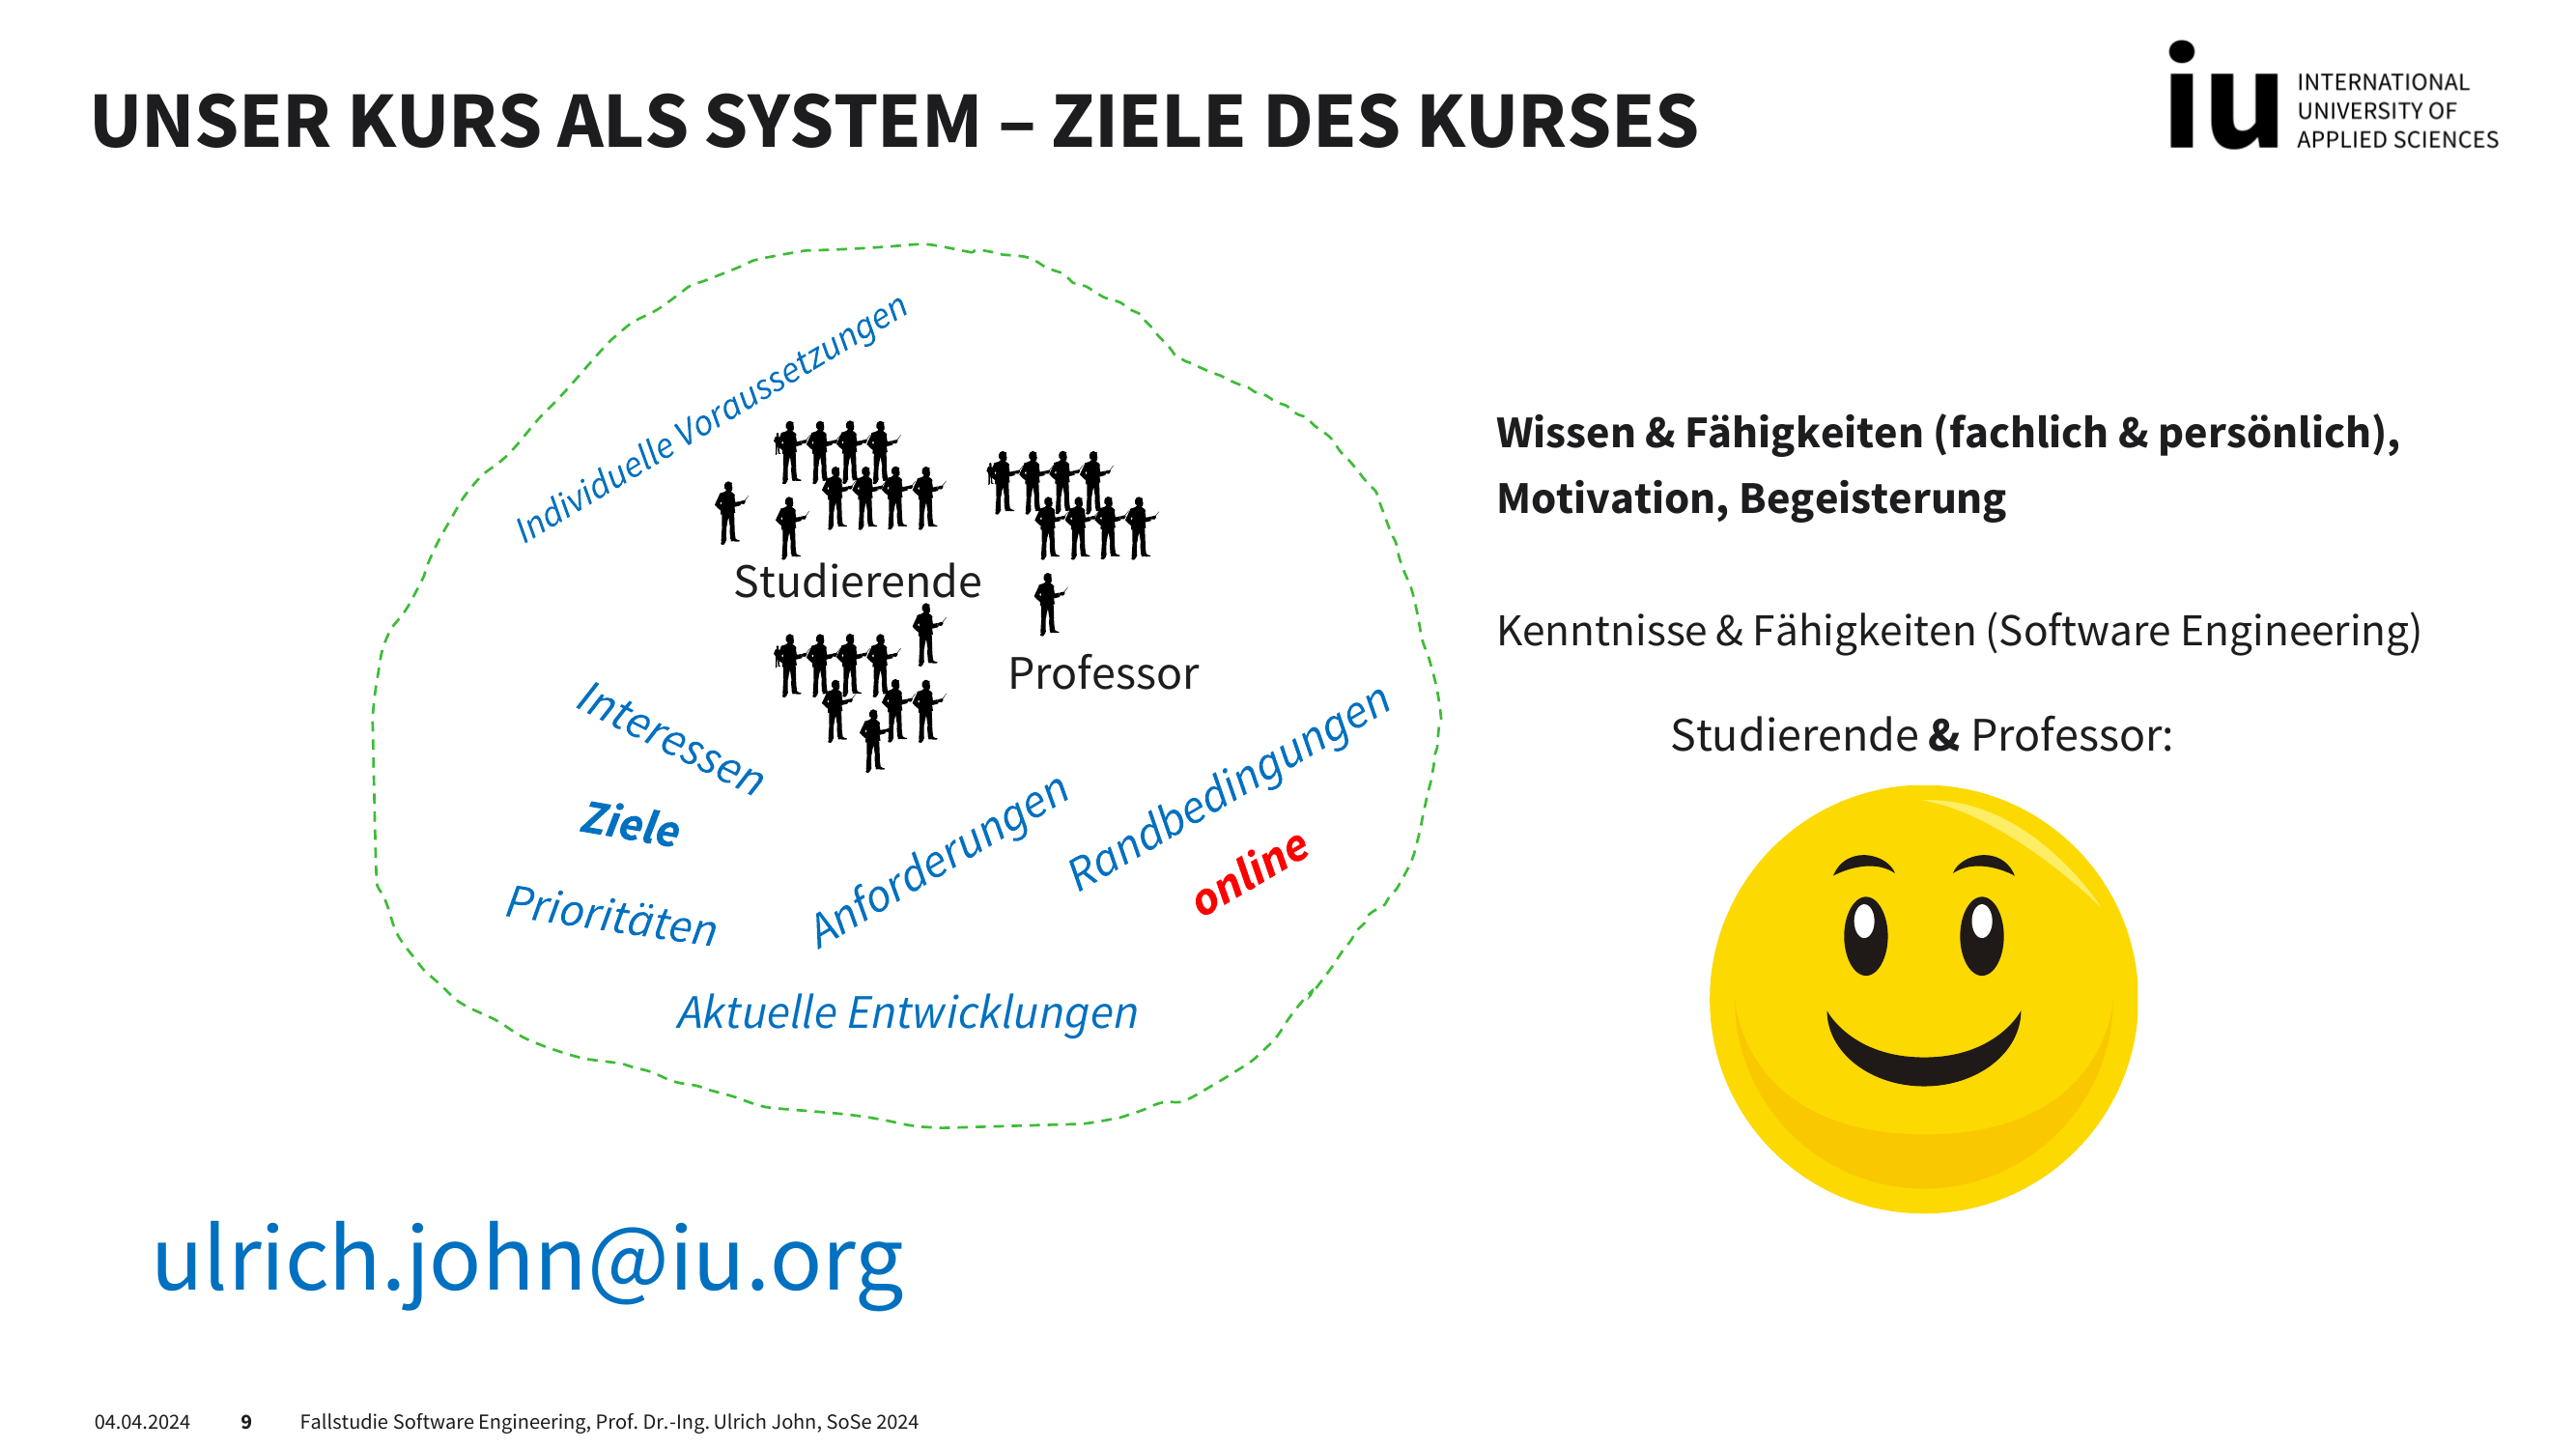 UNSER KURS ALS SYSTEM – ZIELE DES KURSES
iu
INTERNATIONAL
UNIVERSITY OF
APPLIED SCIENCES
Individuelle Voraussetzungen
Studierende
Professor
Interessen
Ziele
Prioritäten
Anforderungen
Randbedingungen
online
Aktuelle Entwicklungen
Wissen & Fähigkeiten (fachlich & persönlich),
Motivation, Begeisterung
Kenntnisse & Fähigkeiten (Software Engineering)
Studierende & Professor:
ulrich.john@iu.org
04.04.2024 9 Fallstudie Software Engineering, Prof. Dr.-Ing. Ulrich John, SoSe 2024